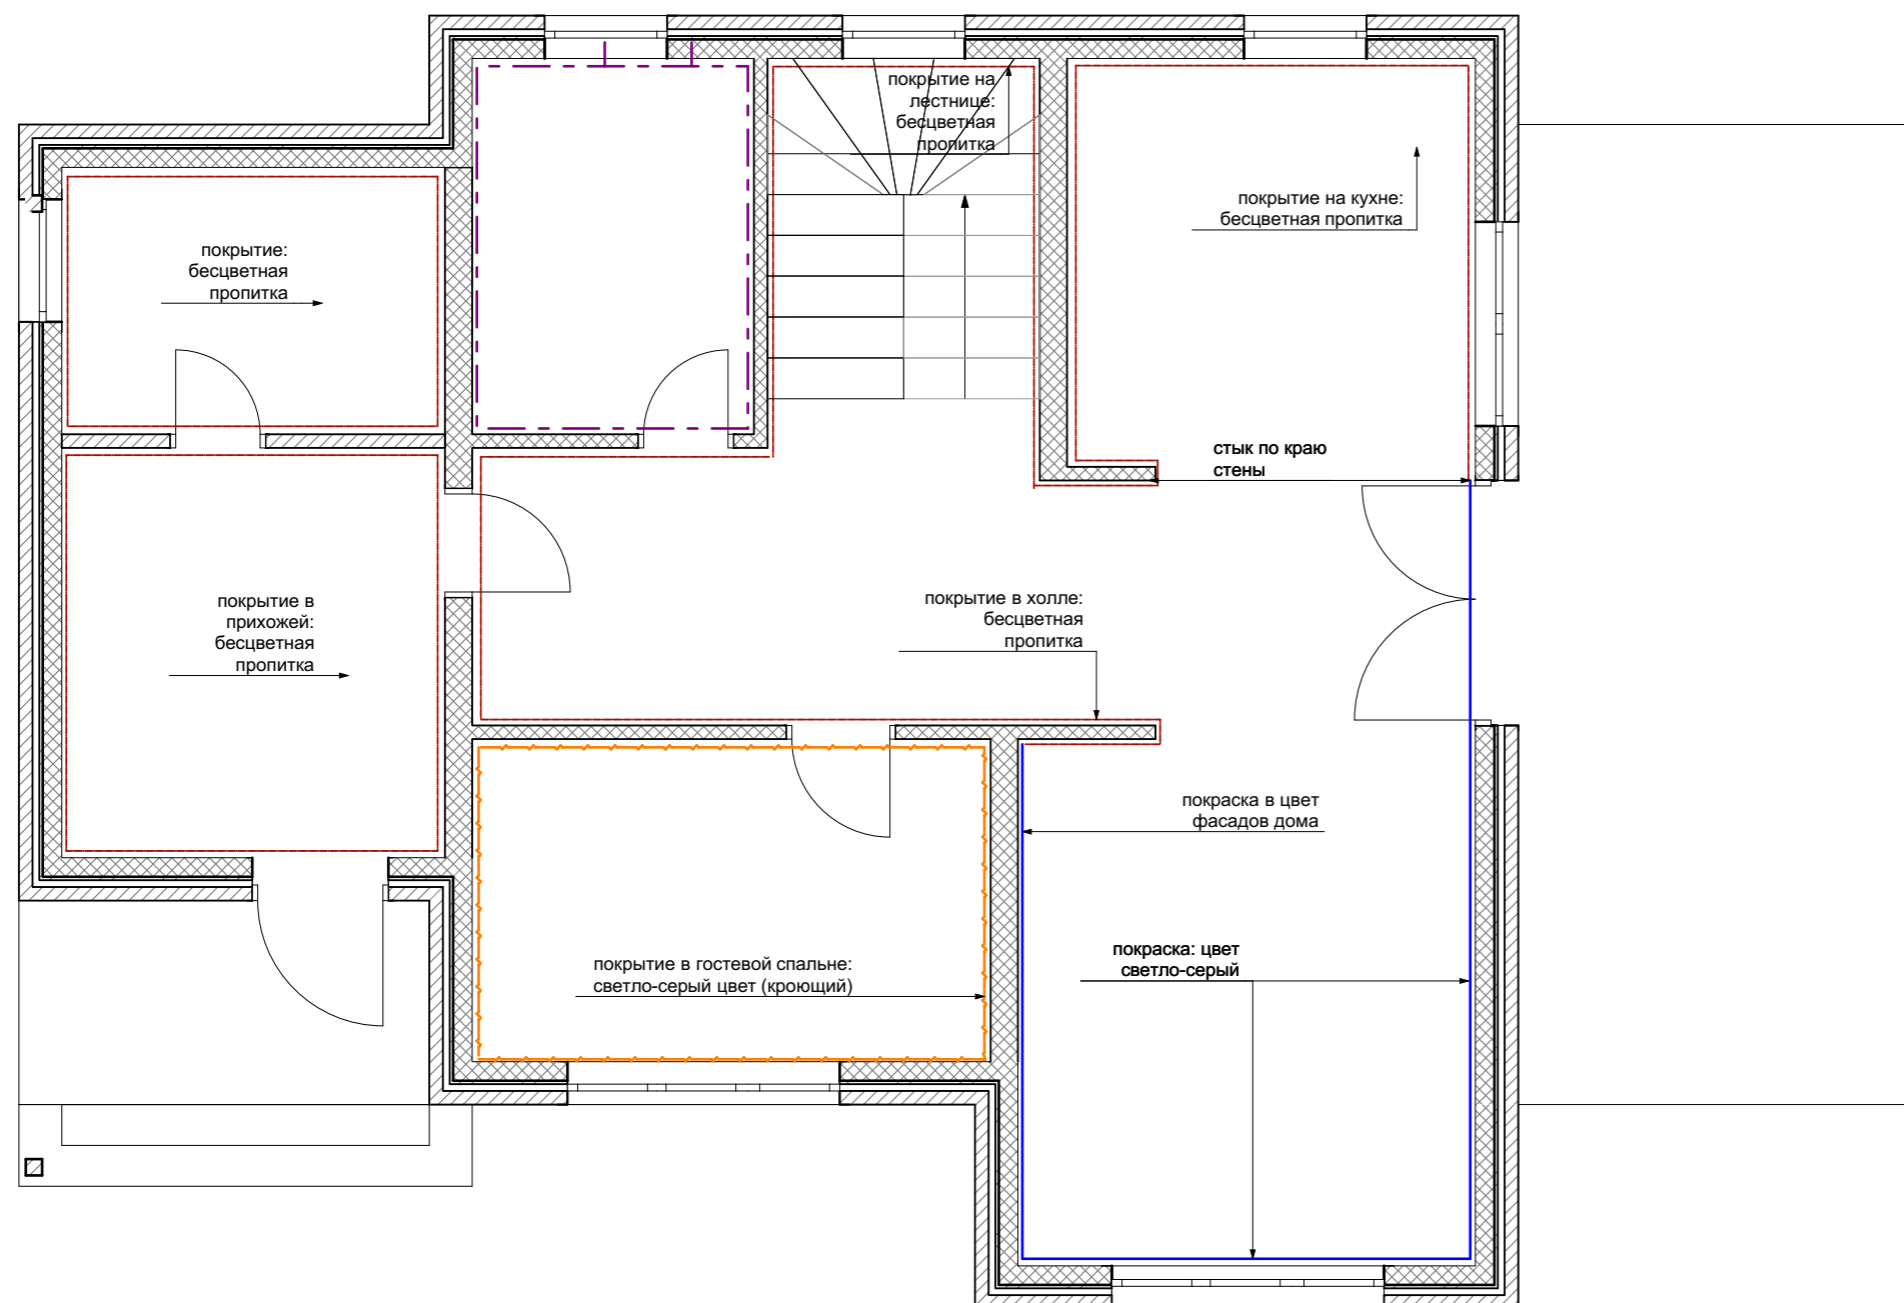 покрытие на
лестнице:
бесцветная
пропитка
покрытие на кухне:
бесцветная пропитка
покрытие:
бесцветная
пропитка
стык по краю
стены
покрытие в
прихожей:
бесцветная
пропитка
покрытие в холле:
бесцветная
пропитка
покраска в цвет
фасадов дома
покраска: цвет
светло-серый
покрытие в гостевой спальне:
светло-серый цвет (кроющий)